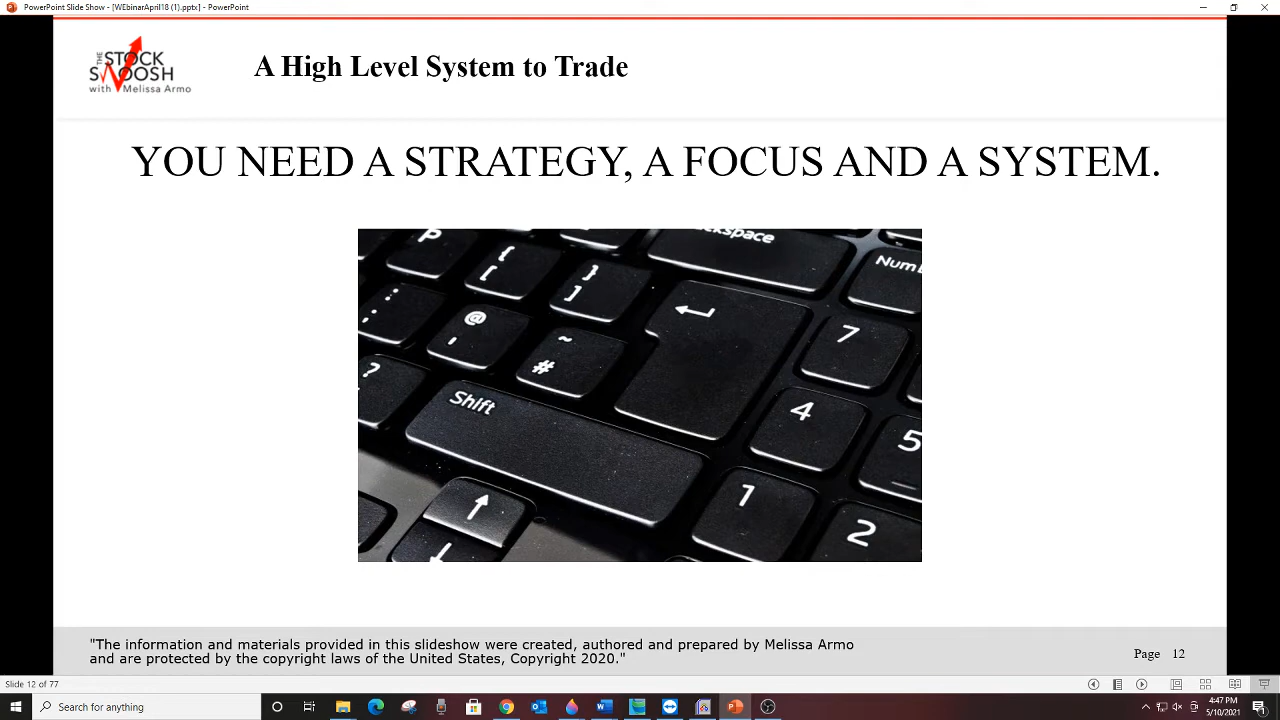 PowerPoint Slide Show - [WEbinarApril18 (1).pptx] - PowerPoint
THE
STOCK
SWOOSH
with Melissa Armo
A High Level System to Trade
YOU NEED A STRATEGY, A FOCUS AND A SYSTEM.
P
{
[
}
]
:
;
@
'
~
#
?
Shift
7
4
5
1
2
"The information and materials provided in this slideshow were created, authored and prepared by Melissa Armo
and are protected by the copyright laws of the United States, Copyright 2020."
Page 12
Slide 12 of 77
Search for anything
4:47 PM
5/10/2021